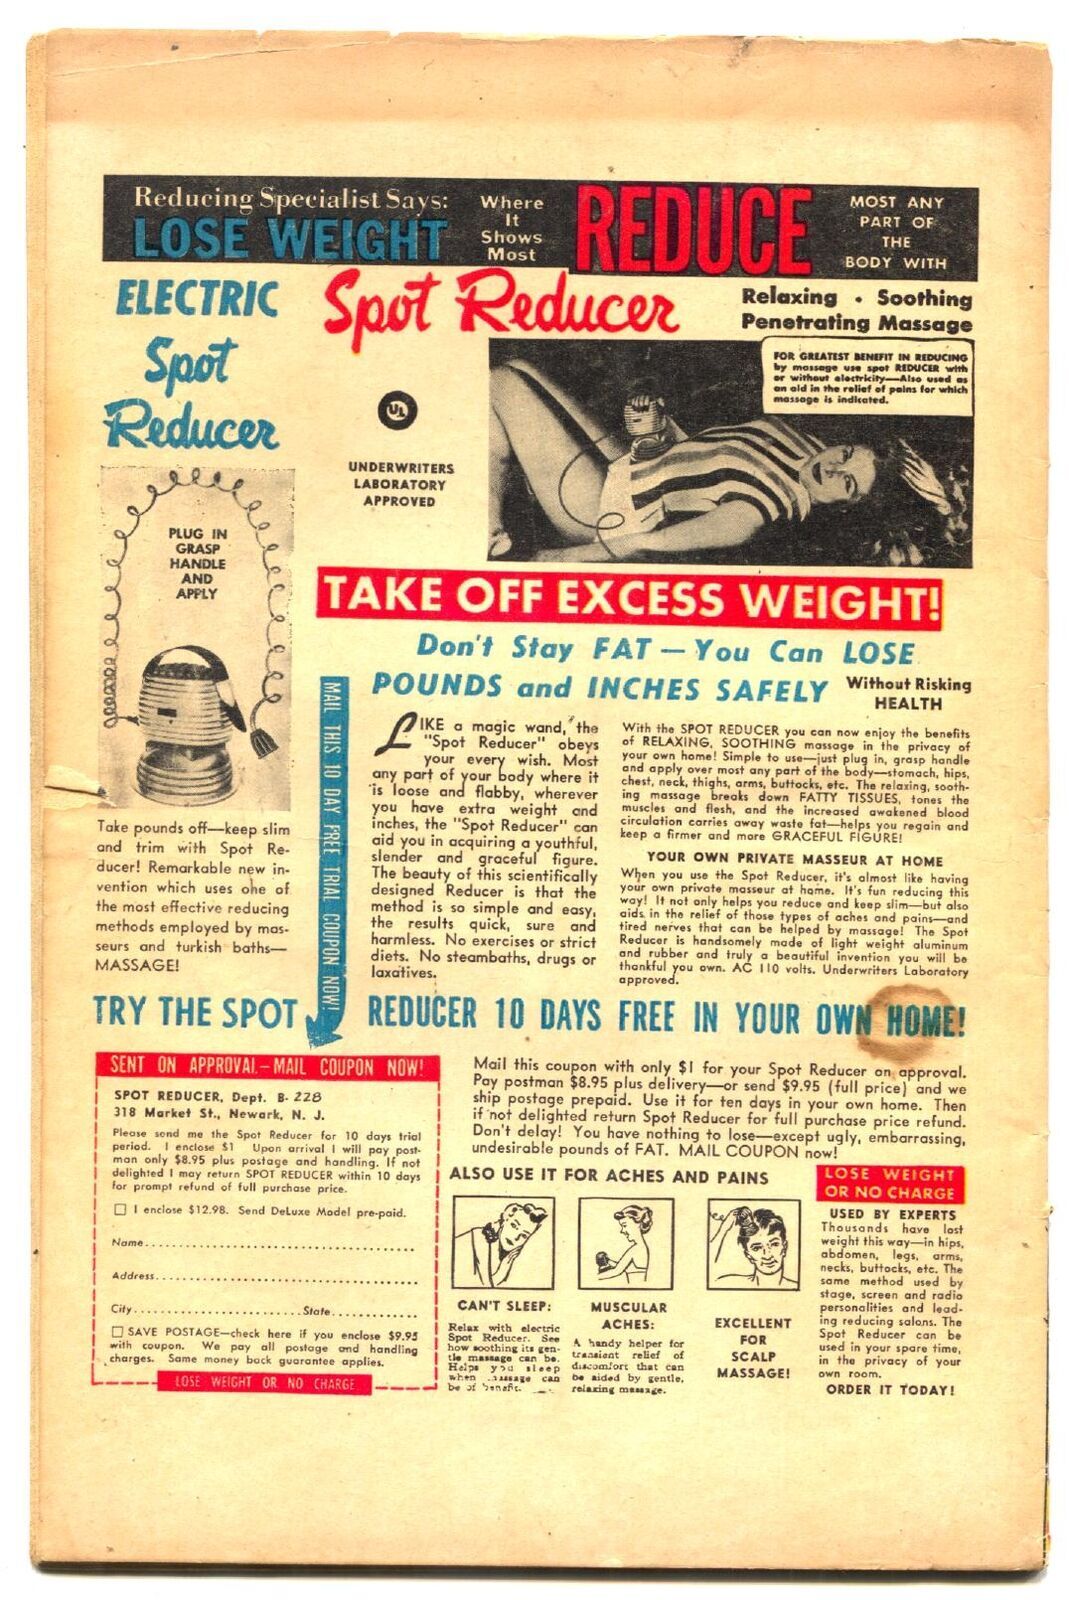 Reducing Specialist Says:
LOSE WEIGHT
Where
It
Shows
Most
REDUCE
MOST ANY
PART OF
THE
BODY WITH
ELECTRIC
Spot
Reducer
Spot Reducer
Relaxing • Soothing
Penetrating Massage
FOR GREATEST BENEFIT IN REDUCING
by massage use spot REDUCER with
or without electricity—Also used as
an aid in the relief of pains for which
massage is indicated.
UL
UNDERWRITERS
LABORATORY
APPROVED
PLUG IN
GRASP
HANDLE
AND
APPLY
TAKE OFF EXCESS WEIGHT!
Don't Stay FAT — You Can LOSE
POUNDS and INCHES SAFELY
Without Risking
HEALTH
Take pounds off—keep slim
and trim with Spot Re-
ducer! Remarkable new in-
vention which uses one of
the most effective reducing
methods employed by mas-
seurs and turkish baths—
MASSAGE!
MAIL THIS 10 DAY FREE TRIAL COUPON NOW!
LIKE a magic wand, the
"Spot Reducer" obeys
your every wish. Most
any part of your body where it
is loose and flabby, wherever
you have extra weight and
inches, the "Spot Reducer" can
aid you in acquiring a youthful,
slender and graceful figure.
The beauty of this scientifically
designed Reducer is that the
method is so simple and easy,
the results quick, sure and
harmless. No exercises or strict
diets. No steambaths, drugs or
laxatives.
With the SPOT REDUCER you can now enjoy the benefits
of RELAXING, SOOTHING massage in the privacy of
your own home! Simple to use—just plug in, grasp handle
and apply over most any part of the body—stomach, hips,
chest, neck, thighs, arms, buttocks, etc. The relaxing, sooth-
ing massage breaks down FATTY TISSUES, tones the
muscles and flesh, and the increased awakened blood
circulation carries away waste fat—helps you regain and
keep a firmer and more GRACEFUL FIGURE!
YOUR OWN PRIVATE MASSEUR AT HOME
When you use the Spot Reducer, it's almost like having
your own private masseur at home. It's fun reducing this
way! It not only helps you reduce and keep slim—but also
aids in the relief of those types of aches and pains—and
tired nerves that can be helped by massage! The Spot
Reducer is handsomely made of light weight aluminum
and rubber and truly a beautiful invention you will be
thankful you own. AC 110 volts. Underwriters Laboratory
approved.
TRY THE SPOT REDUCER 10 DAYS FREE IN YOUR OWN HOME!
SENT ON APPROVAL—MAIL COUPON NOW!
SPOT REDUCER, Dept. B-228
318 Market St., Newark, N. J.
Please send me the Spot Reducer for 10 days trial
period. I enclose $1 Upon arrival I will pay post-
man only $8.95 plus postage and handling. If not
delighted I may return SPOT REDUCER within 10 days
for prompt refund of full purchase price.
I enclose $12.98. Send DeLuxe Model pre-paid.
Name
Address
City State
SAVE POSTAGE—check here if you enclose $9.95
with coupon. We pay all postage and handling
charges. Same money back guarantee applies.
LOSE WEIGHT OR NO CHARGE
Mail this coupon with only $1 for your Spot Reducer on approval.
Pay postman $8.95 plus delivery—or send $9.95 (full price) and we
ship postage prepaid. Use it for ten days in your own home. Then
if not delighted return Spot Reducer for full purchase price refund.
Don't delay! You have nothing to lose—except ugly, embarrassing,
undesirable pounds of FAT. MAIL COUPON now!
ALSO USE IT FOR ACHES AND PAINS
CAN'T SLEEP:
Relax with electric
Spot Reducer. See
how soothing its gen-
tle massage can be.
Helps you sleep
when massage can
be of benefit.
MUSCULAR
ACHES:
A handy helper for
transient relief of
discomfort that can
be aided by gentle,
relaxing massage.
EXCELLENT
FOR
SCALP
MASSAGE!
LOSE WEIGHT
OR NO CHARGE
USED BY EXPERTS
Thousands have lost
weight this way—in hips,
abdomen, legs, arms,
necks, buttocks, etc. The
same method used by
stage, screen and radio
personalities and lead-
ing reducing salons. The
Spot Reducer can be
used in your spare time,
in the privacy of your
own room.
ORDER IT TODAY!